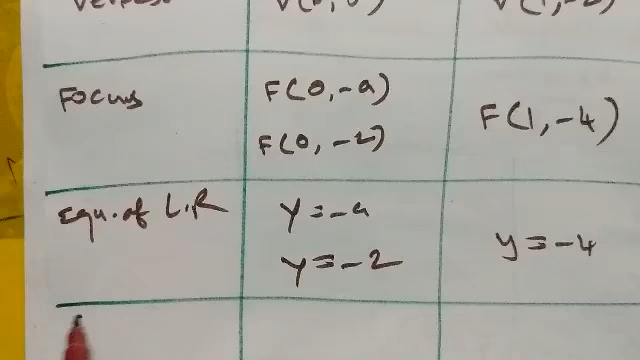 Focus F(0, -a) F(1, -4)
F(0, -2)
Equ. of L.R y = -a y = -4
y = -2